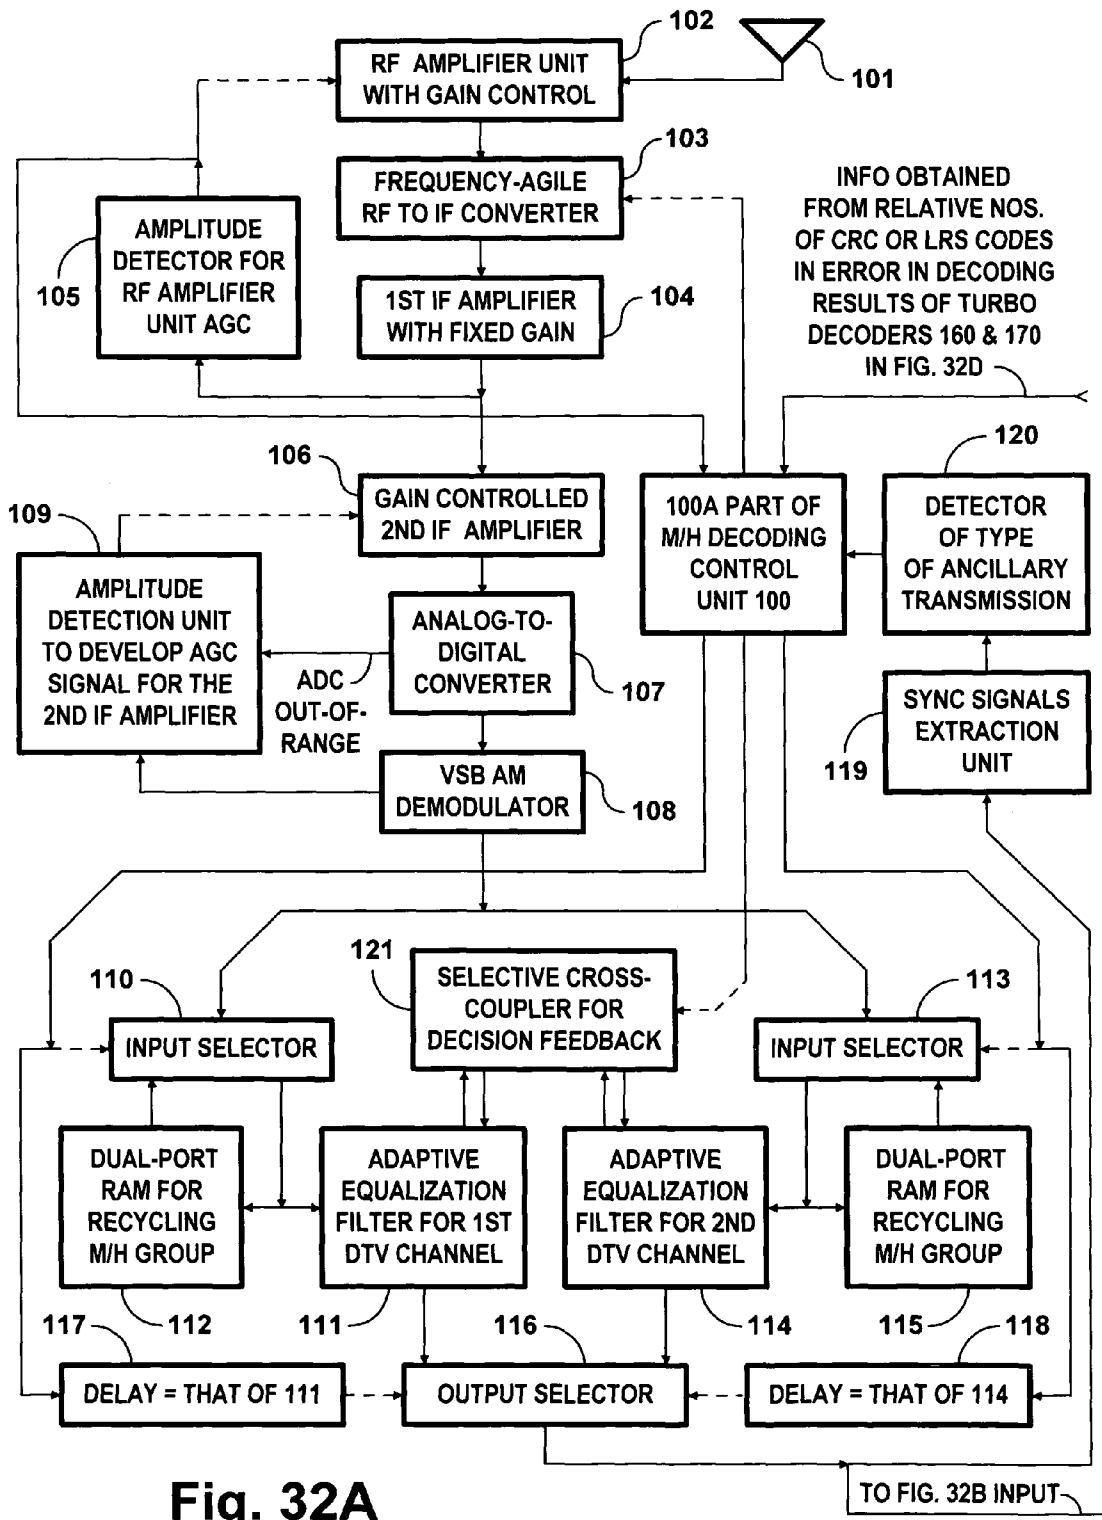 102
RF AMPLIFIER UNIT
WITH GAIN CONTROL
101
103
FREQUENCY-AGILE
RF TO IF CONVERTER
INFO OBTAINED
FROM RELATIVE NOS.
OF CRC OR LRS CODES
IN ERROR IN DECODING
RESULTS OF TURBO
DECODERS 160 & 170
IN FIG. 32D
AMPLITUDE
DETECTOR FOR
RF AMPLIFIER
UNIT AGC
105
104
1ST IF AMPLIFIER
WITH FIXED GAIN
106
GAIN CONTROLLED
2ND IF AMPLIFIER
100A PART OF
M/H DECODING
CONTROL
UNIT 100
120
DETECTOR
OF TYPE
OF ANCILLARY
TRANSMISSION
109
AMPLITUDE
DETECTION UNIT
TO DEVELOP AGC
SIGNAL FOR THE
2ND IF AMPLIFIER
ANALOG-TO-
DIGITAL
CONVERTER
107
ADC
OUT-OF-
RANGE
SYNC SIGNALS
EXTRACTION
UNIT
119
VSB AM
DEMODULATOR
108
121
SELECTIVE CROSS-
COUPLER FOR
DECISION FEEDBACK
110
INPUT SELECTOR
113
INPUT SELECTOR
DUAL-PORT
RAM FOR
RECYCLING
M/H GROUP
ADAPTIVE
EQUALIZATION
FILTER FOR 1ST
DTV CHANNEL
ADAPTIVE
EQUALIZATION
FILTER FOR 2ND
DTV CHANNEL
DUAL-PORT
RAM FOR
RECYCLING
M/H GROUP
117
112
111
116
114
115
118
DELAY = THAT OF 111
OUTPUT SELECTOR
DELAY = THAT OF 114
Fig. 32A
TO FIG. 32B INPUT